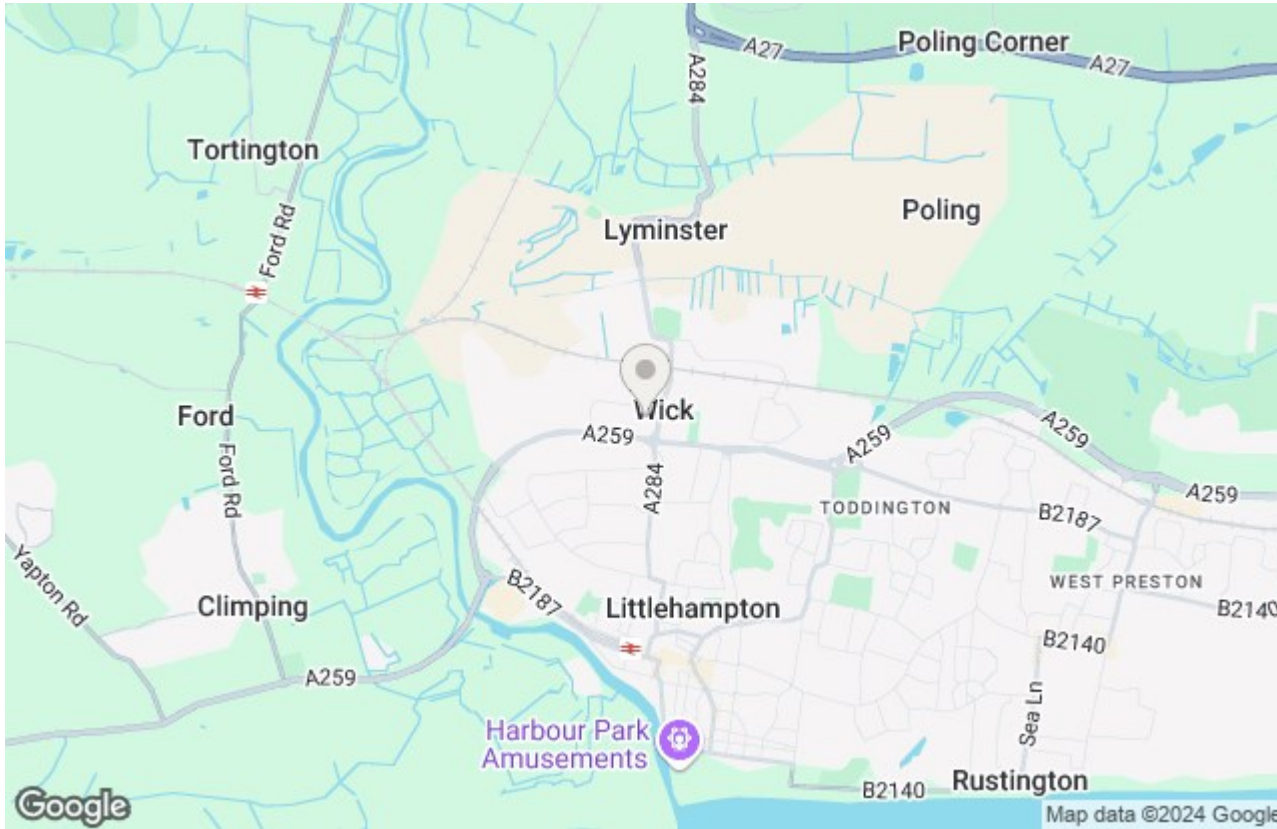 A27
Poling Corner
A27
A284
Tortington
Ford Rd
Poling
Lyminster
Wick
Ford
A259
A259
A259
A259
Ford Rd
A284
TODDINGTON
B2187
Yapton Rd
B2187
WEST PRESTON
Climping
Littlehampton
B2140
B2140
A259
Sea Ln
Harbour Park
Amusements
Rustington
B2140
Google
Map data ©2024 Google